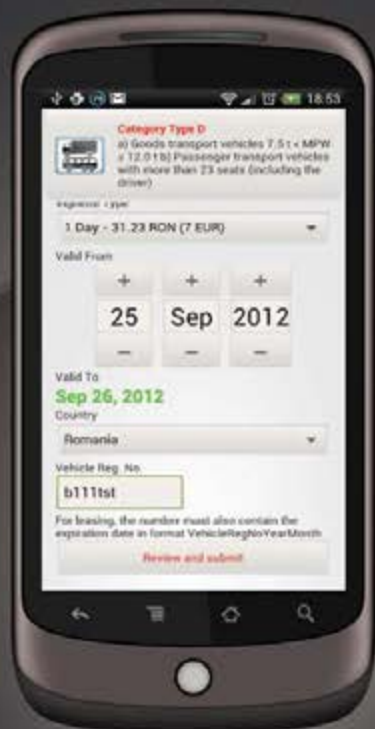 18:53
Category Type D
a) Goods transport vehicles 7.5 t < MPW
≤ 12.0 t b) Passenger transport vehicles
with more than 23 seats (including the
driver)
1 Day - 31.23 RON (7 EUR)
Valid From
+ + +
25 Sep 2012
− − −
Valid To
Sep 26, 2012
Country
Romania
Vehicle Reg. No.
b111tst
For leasing, the number must also contain the
expiration date in format VehicleRegNoYearMonth
Review and submit